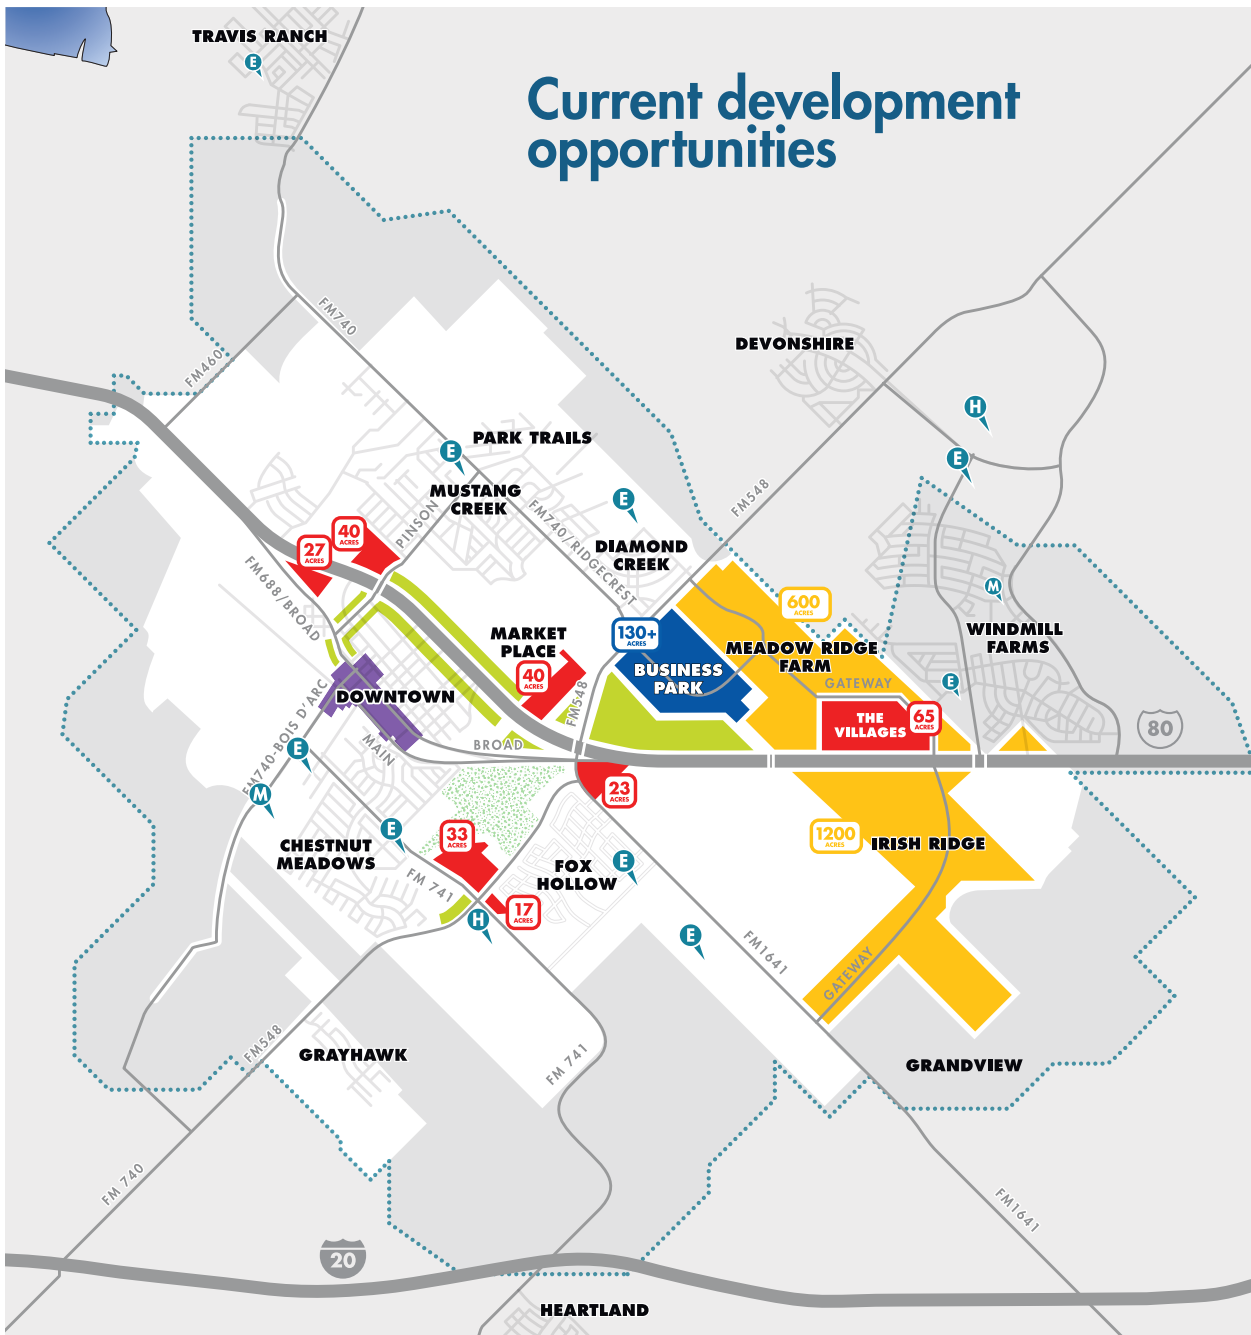 TRAVIS RANCH
E
Current development
opportunities
FM740
FM460
DEVONSHIRE
H
E
PARK TRAILS
E
MUSTANG
CREEK
PINSON
FM740/RIDGECREST
E
DIAMOND
CREEK
FM548
40
ACRES
27
ACRES
FM688/BROAD
600
ACRES
M
WINDMILL
FARMS
E
130+
ACRES
BUSINESS
PARK
MEADOW RIDGE
FARM
GATEWAY
MARKET
PLACE
40
ACRES
FM548
THE
VILLAGES
65
ACRES
80
DOWNTOWN
MAIN
BROAD
FM740-BOIS D'ARC
E
M
23
ACRES
CHESTNUT
MEADOWS
E
33
ACRES
FM 741
17
ACRES
H
FOX
HOLLOW
E
E
1200
ACRES
IRISH RIDGE
FM1641
GATEWAY
GRANDVIEW
GRAYHAWK
FM548
FM 741
FM 740
FM1641
20
HEARTLAND